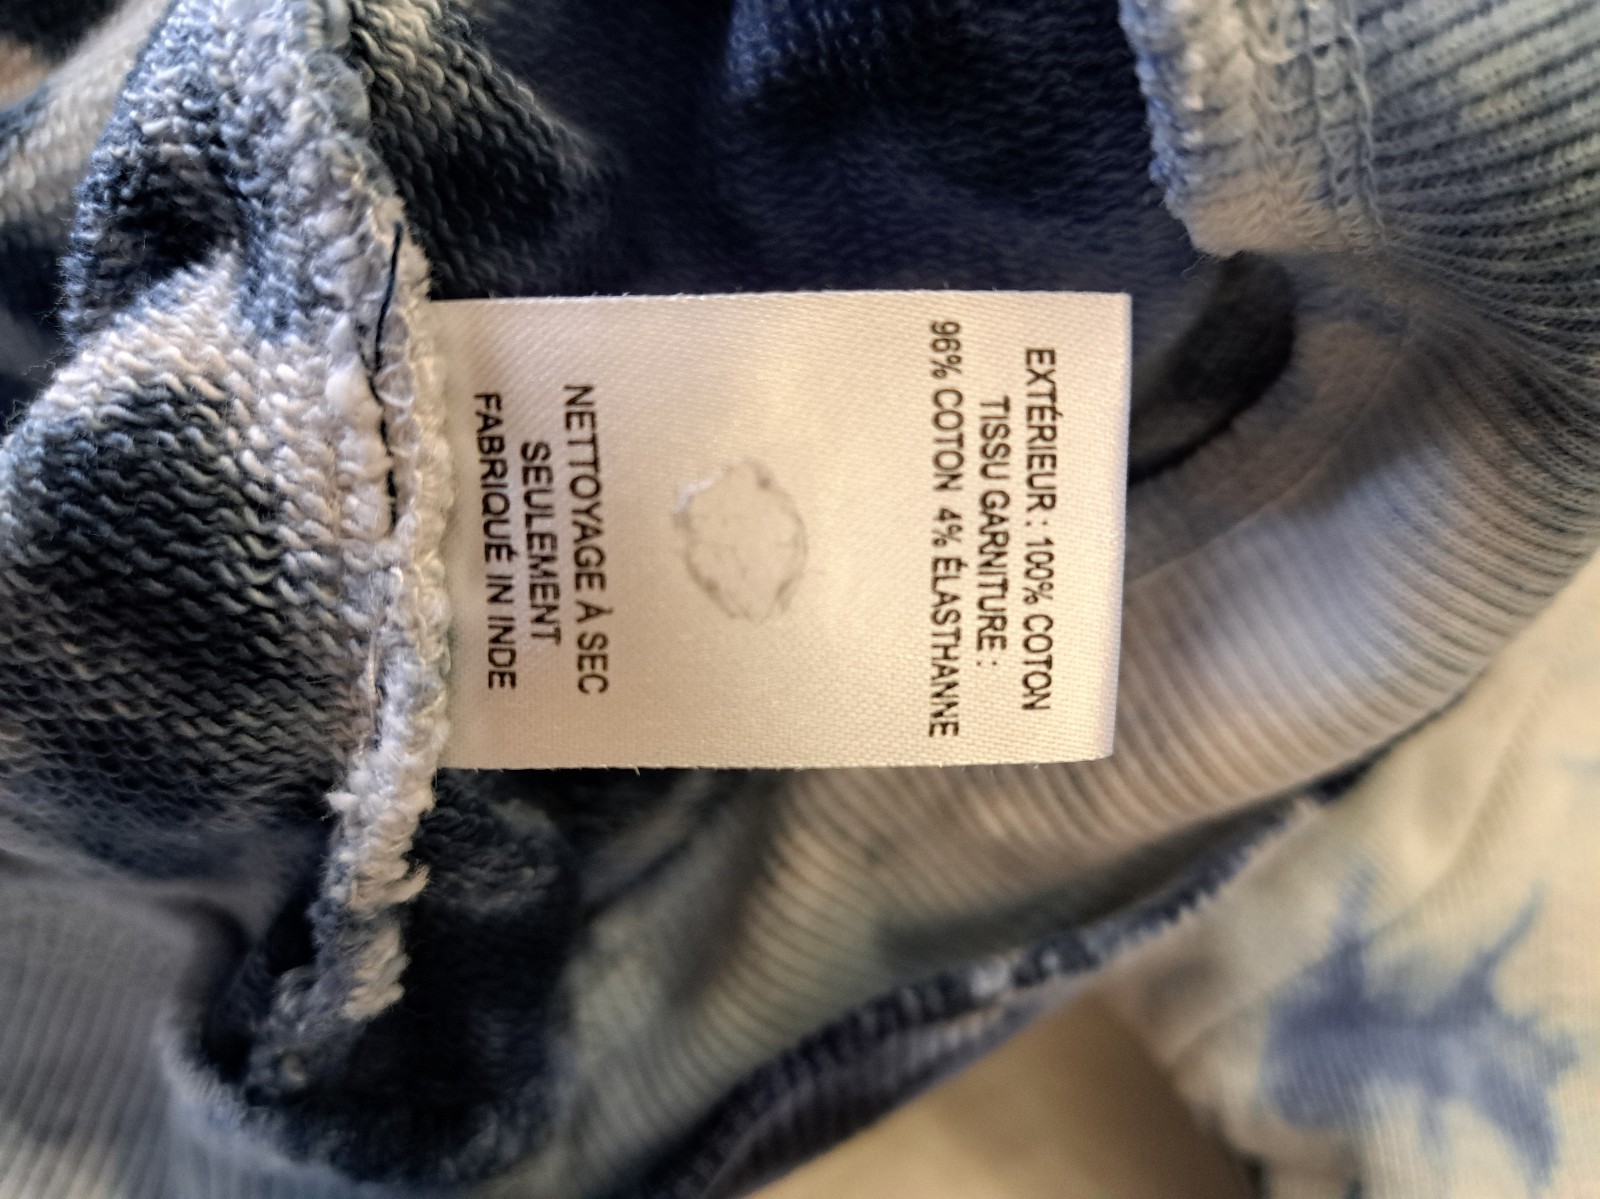 EXTÉRIEUR : 100% COTON
TISSU GARNITURE :
96% COTON 4% ÉLASTHANNE
NETTOYAGE À SEC
SEULEMENT
FABRIQUÉ IN INDE